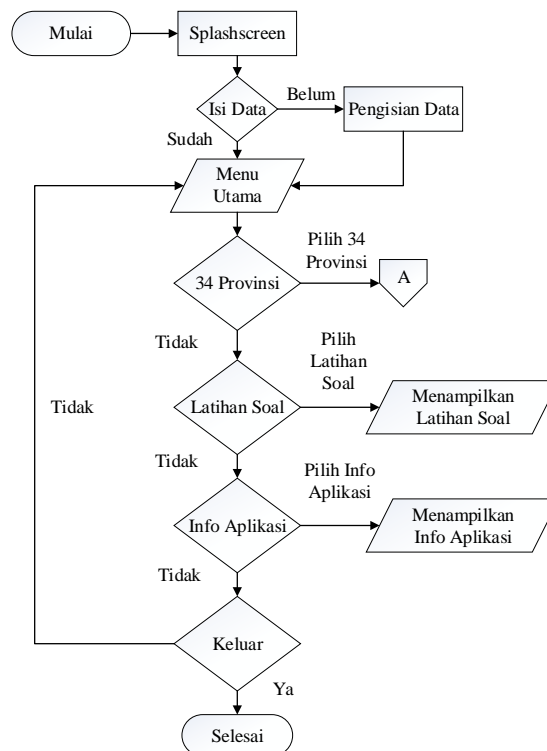 Mulai
Splashscreen
Isi Data
Belum
Pengisian Data
Sudah
Menu
Utama
34 Provinsi
Pilih 34
Provinsi
A
Tidak
Pilih
Latihan
Soal
Tidak
Latihan Soal
Menampilkan
Latihan Soal
Tidak
Pilih Info
Aplikasi
Info Aplikasi
Menampilkan
Info Aplikasi
Tidak
Keluar
Ya
Selesai